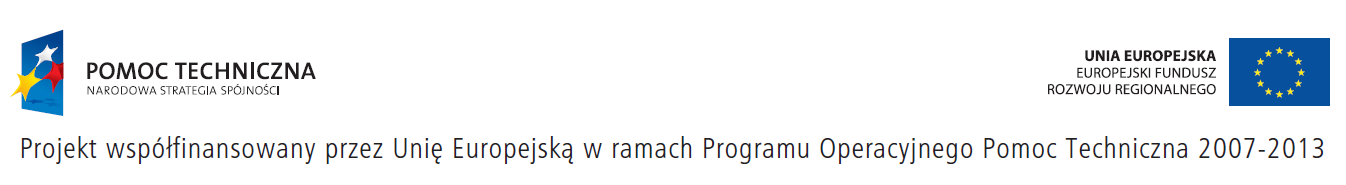 POMOC TECHNICZNA
NARODOWA STRATEGIA SPÓJNOŚCI
UNIA EUROPEJSKA
EUROPEJSKI FUNDUSZ
ROZWOJU REGIONALNEGO
Projekt współfinansowany przez Unię Europejską w ramach Programu Operacyjnego Pomoc Techniczna 2007-2013